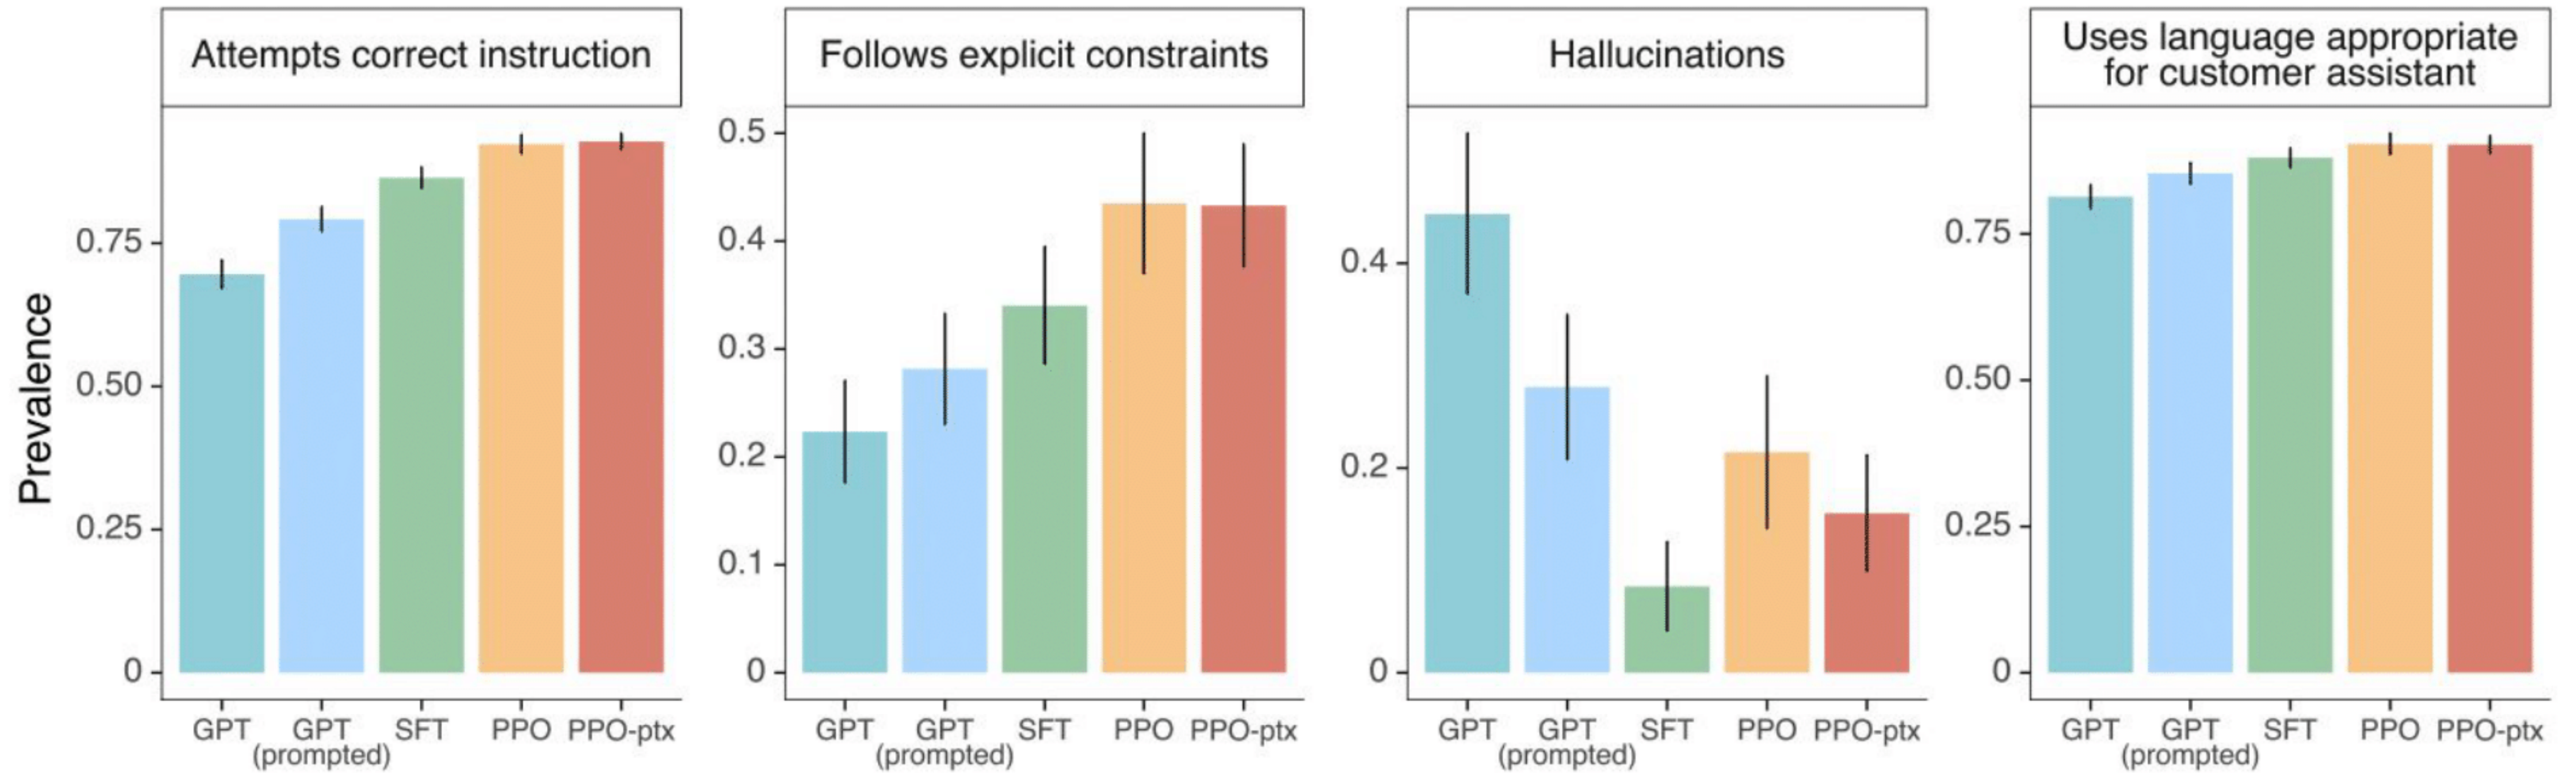 Attempts correct instruction
Follows explicit constraints
Hallucinations
Uses language appropriate
for customer assistant
Prevalence
0.75
0.50
0.25
0
GPT
GPT
(prompted)
SFT
PPO
PPO-ptx
0.5
0.4
0.3
0.2
0.1
0
GPT
GPT
(prompted)
SFT
PPO
PPO-ptx
0.4
0.2
0
GPT
GPT
(prompted)
SFT
PPO
PPO-ptx
0.75
0.50
0.25
0
GPT
GPT
(prompted)
SFT
PPO
PPO-ptx